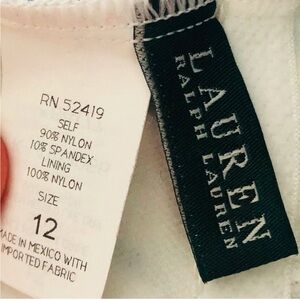 RN 52419
SELF
90% NYLON
10% SPANDEX
LINING
100% NYLON
SIZE
12
MADE IN MEXICO WITH
IMPORTED FABRIC
LAUREN
RALPH LAUREN